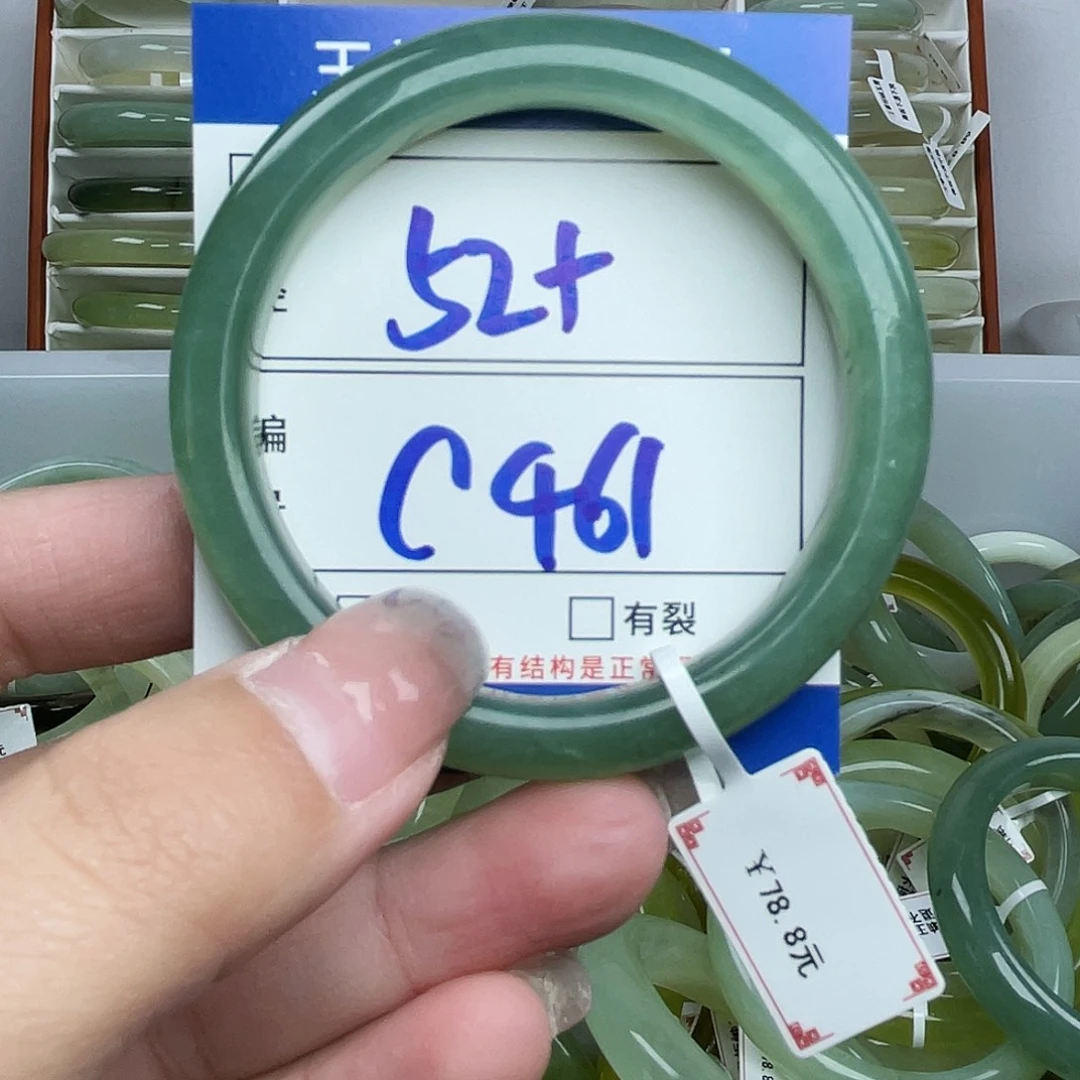 52+
编
C461
有裂
有结构是正常
¥78.8元